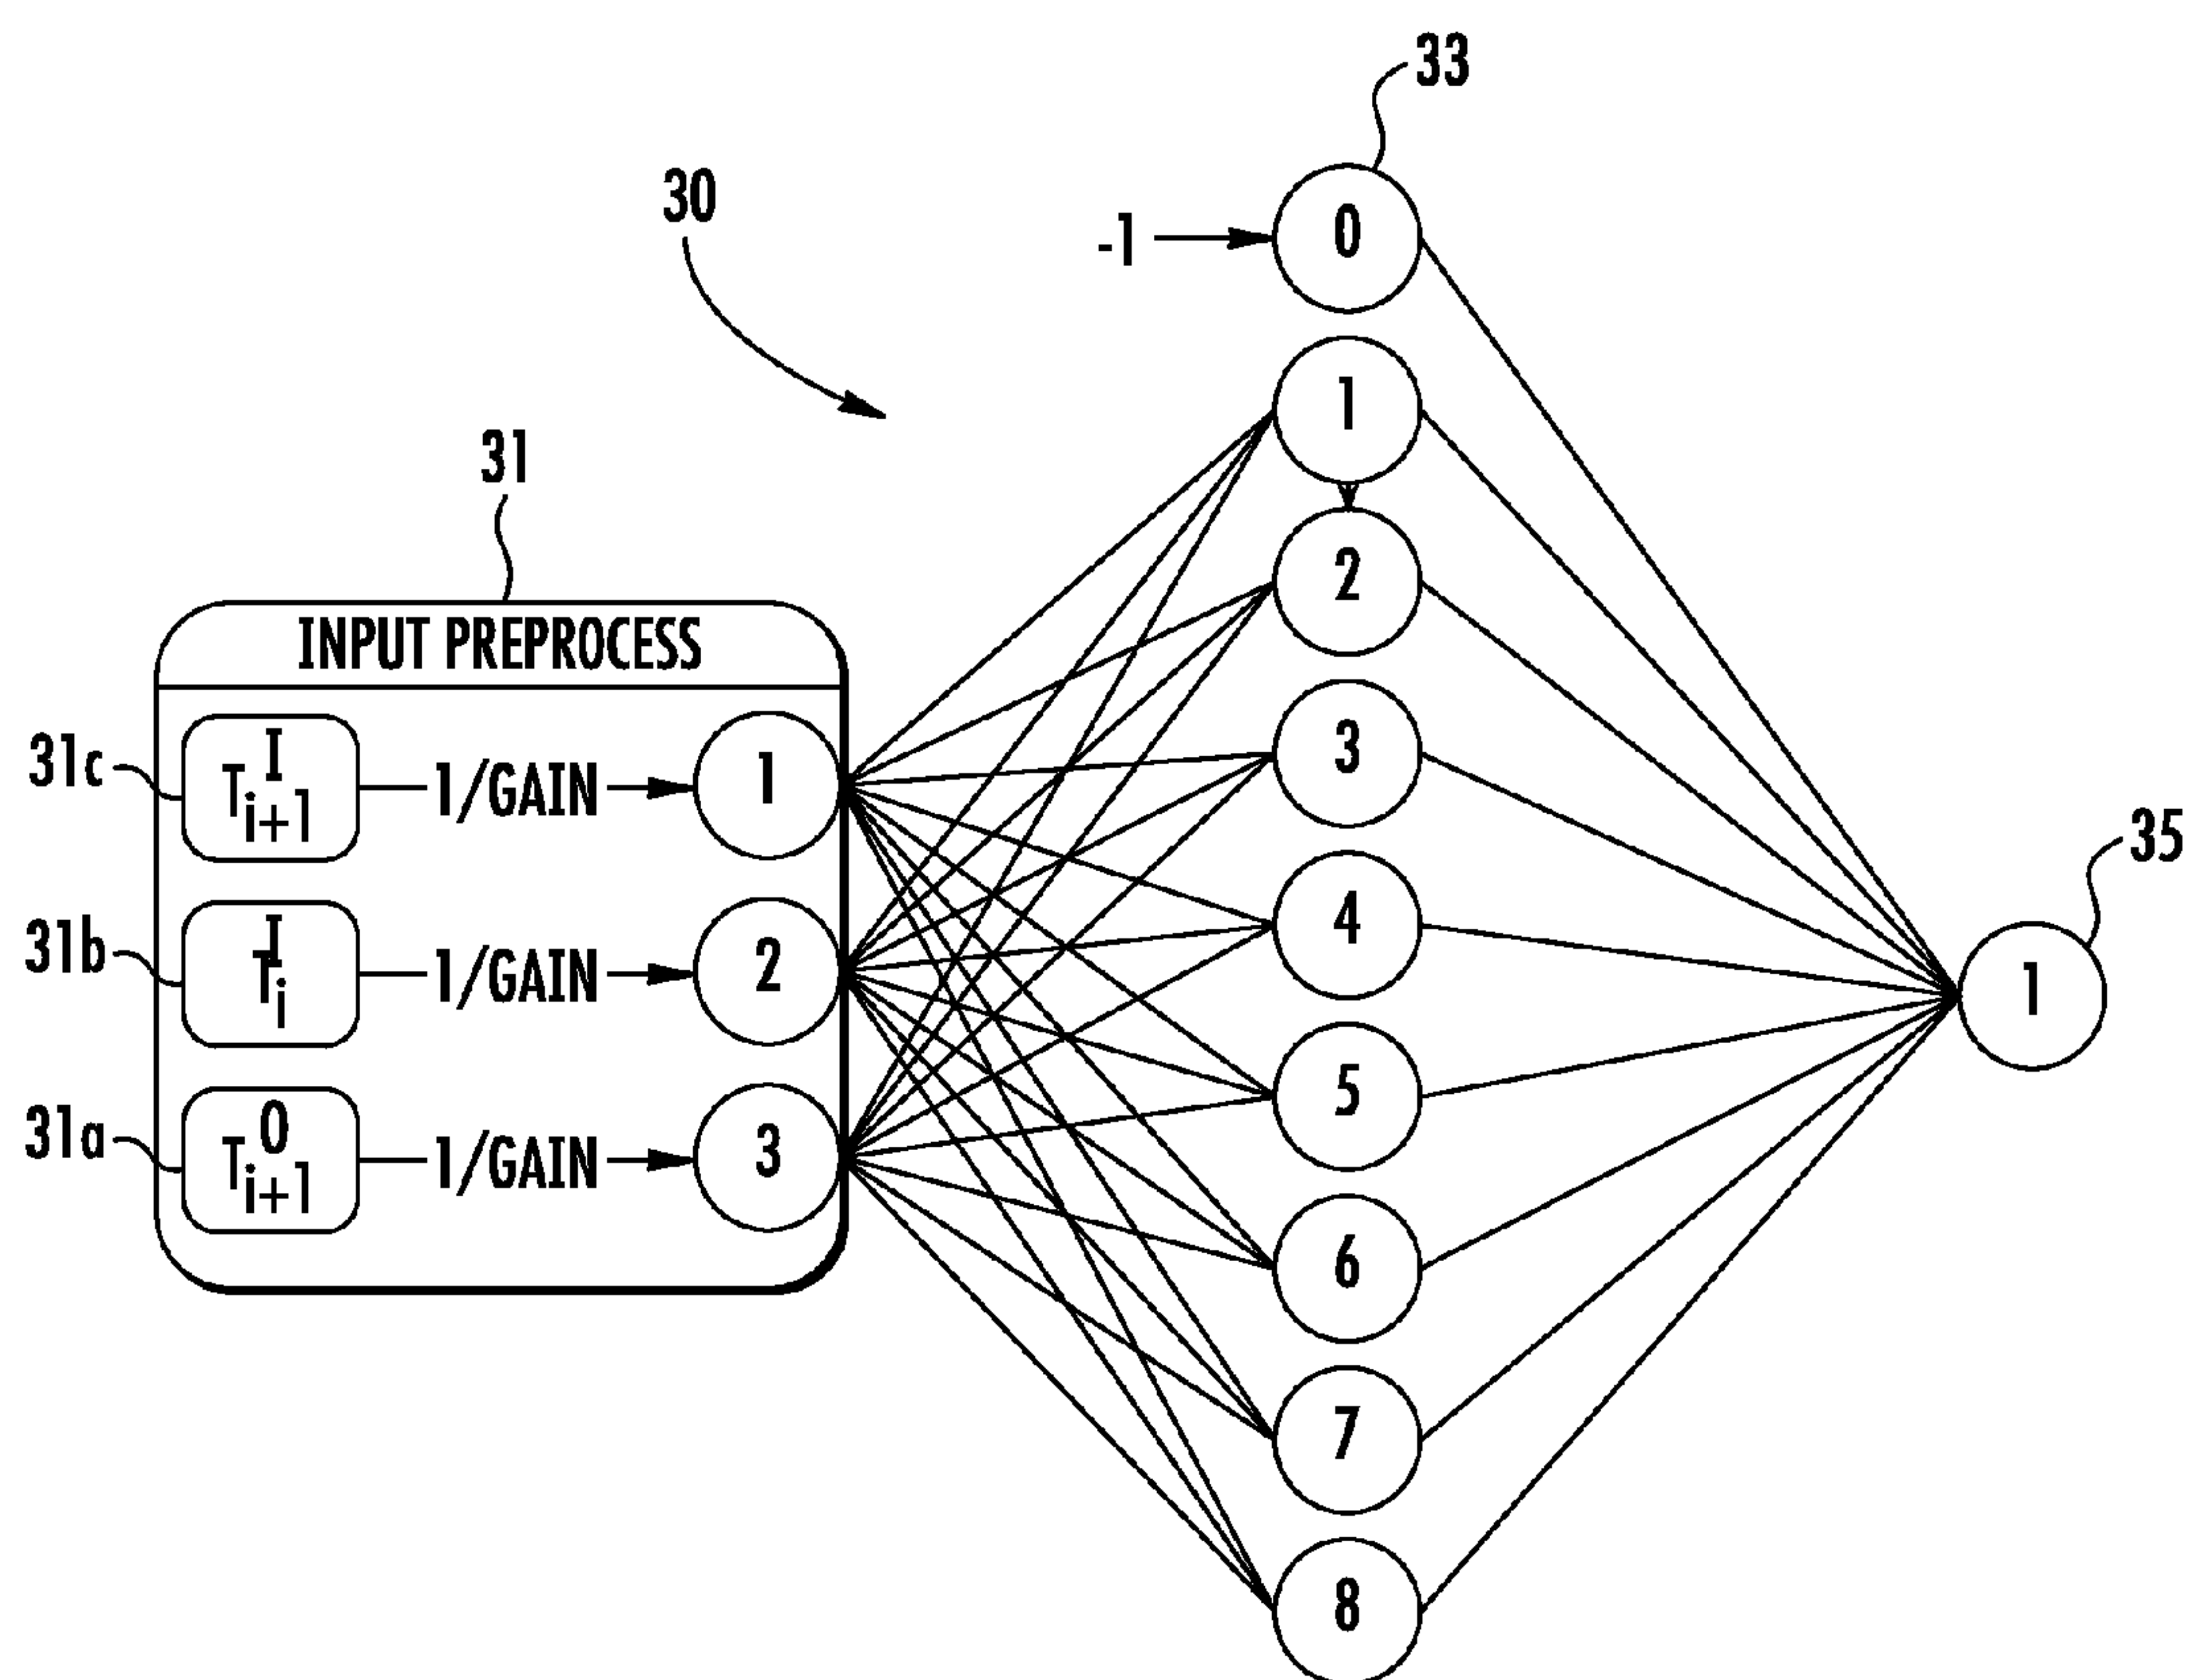 33
30
-1
0
1
31
2
INPUT PREPROCESS
31c
T I i+1
1/GAIN
1
3
31b
T I i
1/GAIN
2
4
35
1
31a
T O i+1
1/GAIN
3
5
6
7
8